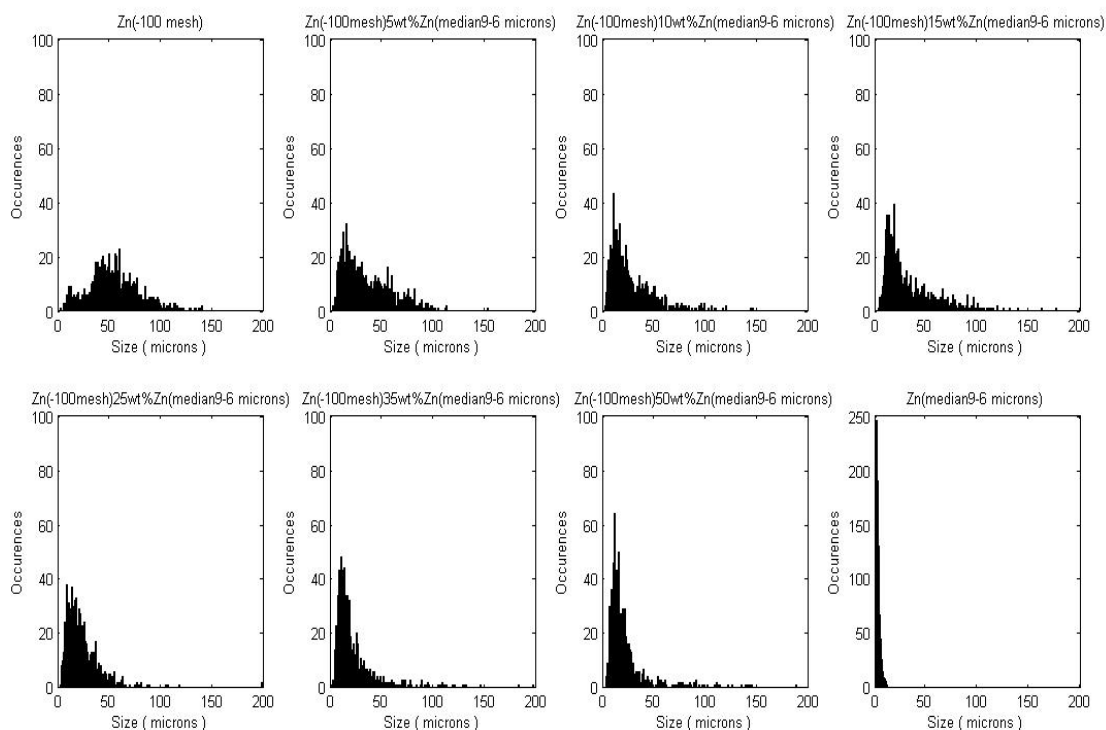 Zn(-100 mesh)
100
80
60
40
20
0
Occurences
0 50 100 150 200
Size ( microns )
Zn(-100mesh)5wt%Zn(median9-6 microns)
100
80
60
40
20
0
Occurences
0 50 100 150 200
Size ( microns )
Zn(-100mesh)10wt%Zn(median9-6 microns)
100
80
60
40
20
0
Occurences
0 50 100 150 200
Size ( microns )
Zn(-100mesh)15wt%Zn(median9-6 microns)
100
80
60
40
20
0
Occurences
0 50 100 150 200
Size ( microns )
Zn(-100mesh)25wt%Zn(median9-6 microns)
100
80
60
40
20
0
Occurences
0 50 100 150 200
Size ( microns )
Zn(-100mesh)35wt%Zn(median9-6 microns)
100
80
60
40
20
0
Occurences
0 50 100 150 200
Size ( microns )
Zn(-100mesh)50wt%Zn(median9-6 microns)
100
80
60
40
20
0
Occurences
0 50 100 150 200
Size ( microns )
Zn(median9-6 microns)
250
200
150
100
50
0
Occurences
0 50 100 150 200
Size ( microns )